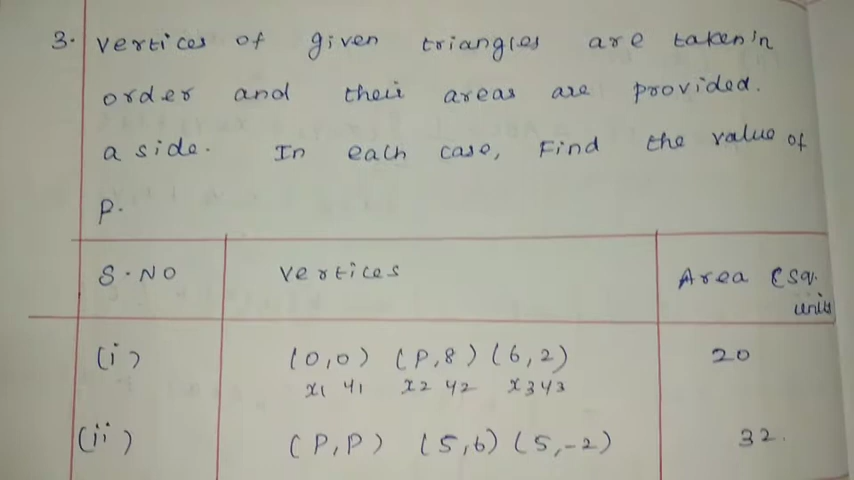 3. Vertices of given triangles are taken in
order and their areas are provided.
a side. In each case, Find the value of
P.
S.NO Vertices Area (sq. units
(i) (0,0) (P,8) (6,2) 20
x1 y1 x2 y2 x3 y3
(ii) (P,P) (5,6) (5,-2) 32.